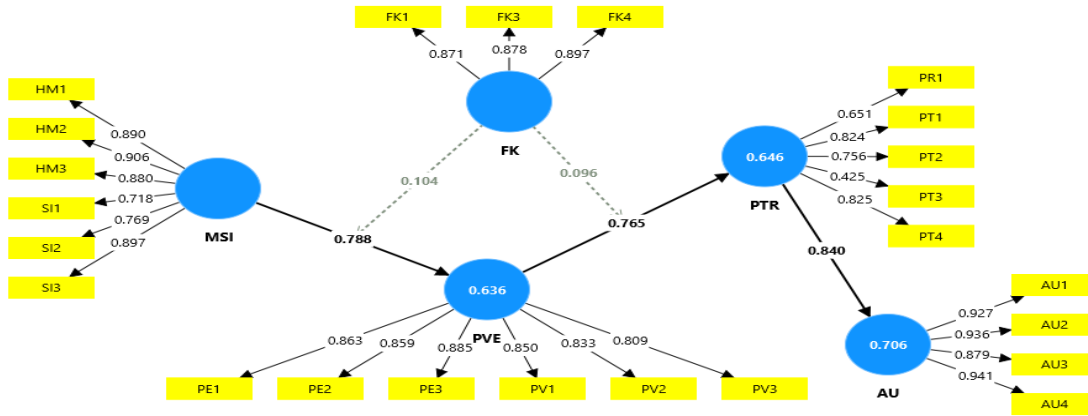 FK1 FK3 FK4
0.871 0.878 0.897
FK
0.104 0.096
HM1
HM2
HM3
SI1
SI2
SI3
0.890
0.906
0.880
0.718
0.769
0.897
MSI
0.788
0.636
PVE
0.765
0.863 0.859 0.885 0.850 0.833 0.809
PE1 PE2 PE3 PV1 PV2 PV3
0.646
PTR
0.651
0.824
0.756
0.425
0.825
PR1
PT1
PT2
PT3
PT4
0.840
0.706
AU
0.927
0.936
0.879
0.941
AU1
AU2
AU3
AU4